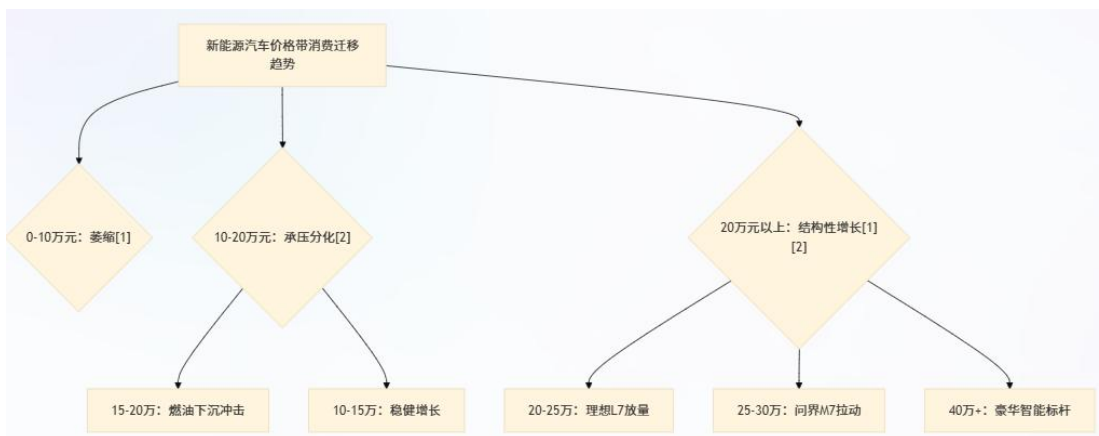 新能源汽车价格带消费迁移
趋势
0-10万元：萎缩[1]
10-20万元：承压分化[2]
20万元以上：结构性增长[1]
[2]
15-20万：燃油下沉冲击
10-15万：稳健增长
20-25万：理想L7放量
25-30万：问界M7拉动
40万+：豪华智能标杆